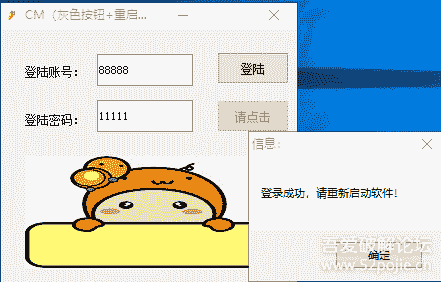 CM（灰色按钮+重启...
登陆账号：
88888
登陆
登陆密码：
11111
请点击
信息：
登录成功，请重新启动软件!
确定
吾爱破解论坛
www.52pojie.cn